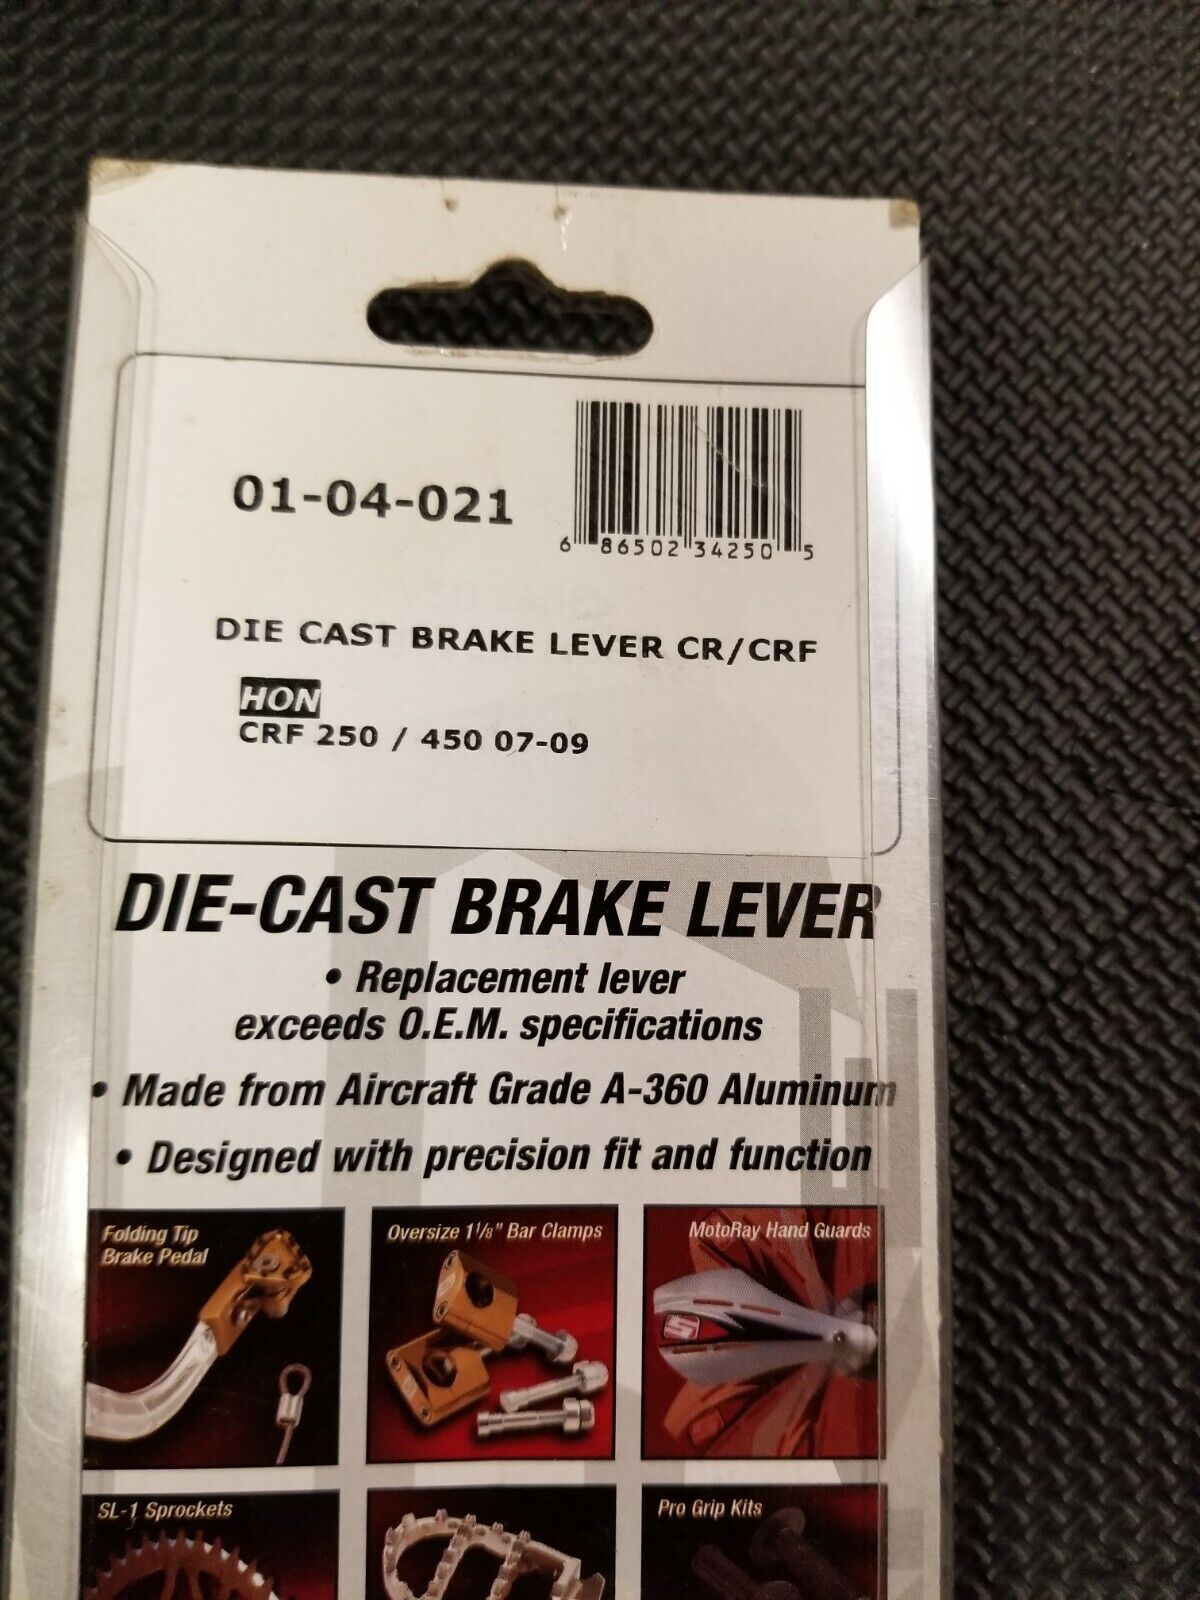 01-04-021
6 86502 34250 5
DIE CAST BRAKE LEVER CR/CRF
HON
CRF 250 / 450 07-09
DIE-CAST BRAKE LEVER
• Replacement lever
exceeds O.E.M. specifications
• Made from Aircraft Grade A-360 Aluminum
• Designed with precision fit and function
Folding Tip
Brake Pedal
Oversize 1 1/8" Bar Clamps
MotoRay Hand Guards
SL-1 Sprockets
Pro Grip Kits